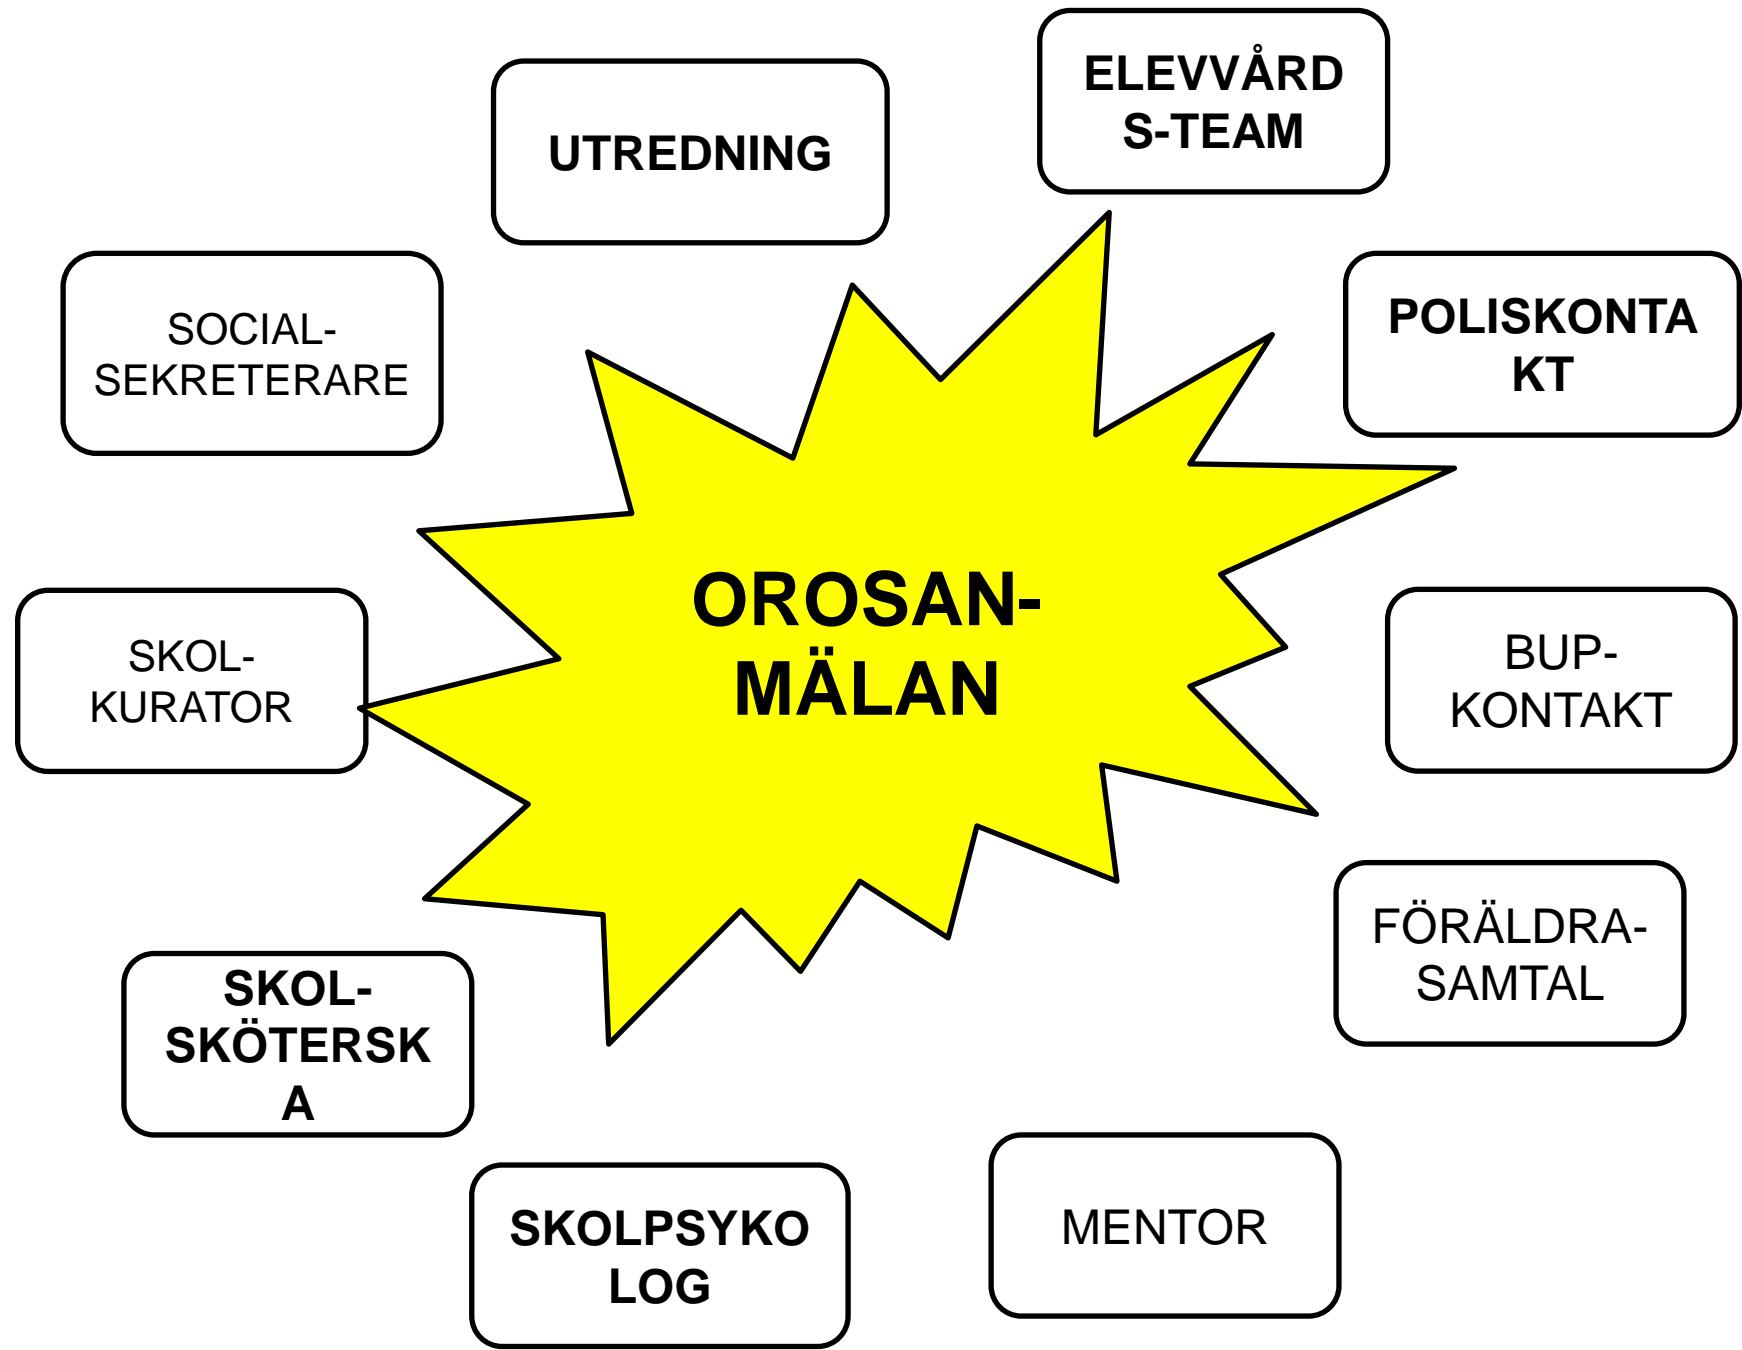 ELEVVÅRD
S-TEAM
UTREDNING
SOCIAL-
SEKRETERARE
POLISKONTA
KT
OROSAN-
MÄLAN
SKOL-
KURATOR
BUP-
KONTAKT
FÖRÄLDRA-
SAMTAL
SKOL-
SKÖTERSK
A
SKOLPSYKO
LOG
MENTOR